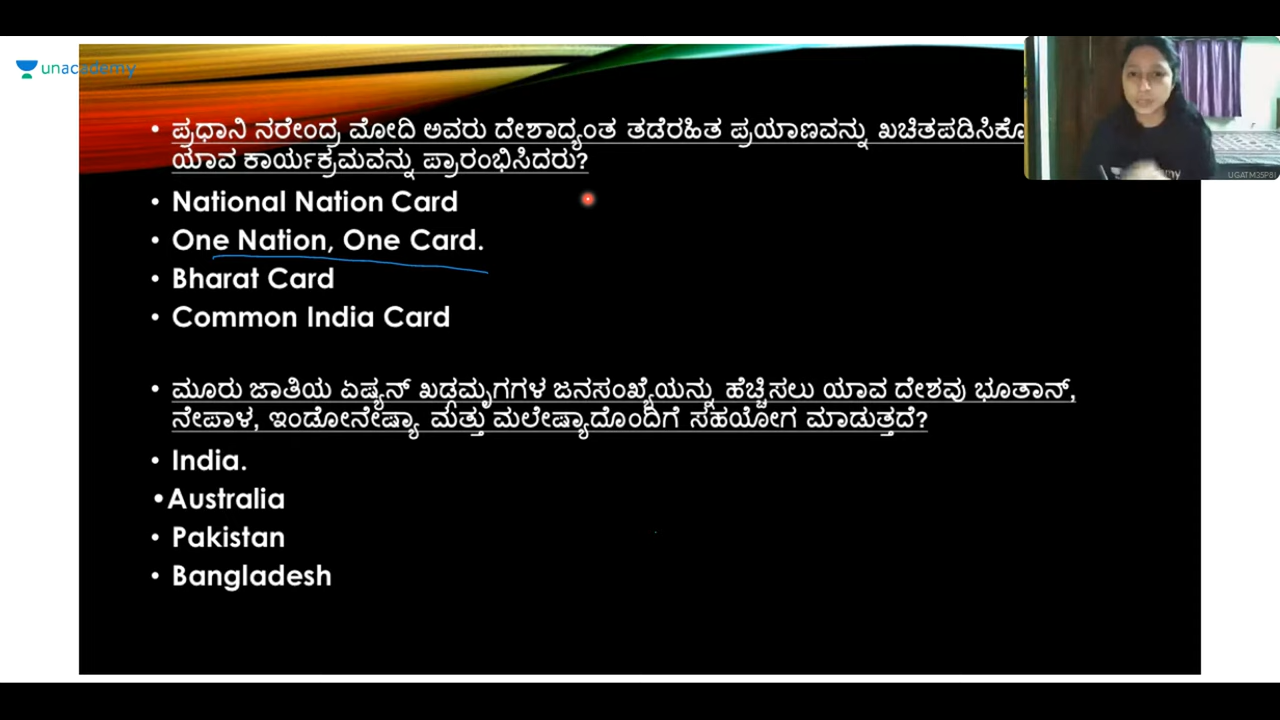 unacademy
• ಪ್ರಧಾನಿ ನರೇಂದ್ರ ಮೋದಿ ಅವರು ದೇಶಾದ್ಯಂತ ತಡೆರಹಿತ ಪ್ರಯಾಣವನ್ನು
ಯಾವ ಕಾರ್ಯಕ್ರಮವನ್ನು ಪ್ರಾರಂಭಿಸಿದರು?
• National Nation Card
• One Nation, One Card.
• Bharat Card
• Common India Card
• ಮೂರು ಜಾತಿಯ ಏಷ್ಯನ್ ಖಡ್ಗಮೃಗಗಳ ಜನಸಂಖ್ಯೆಯನ್ನು ಹೆಚ್ಚಿಸಲು ಯಾವ ದೇಶವು ಭೂತಾನ್,
ನೇಪಾಳ, ಇಂಡೋನೇಷ್ಯಾ ಮತ್ತು ಮಲೇಷ್ಯಾದೊಂದಿಗೆ ಸಹಯೋಗ ಮಾಡುತ್ತದೆ?
• India.
•Australia
• Pakistan
• Bangladesh